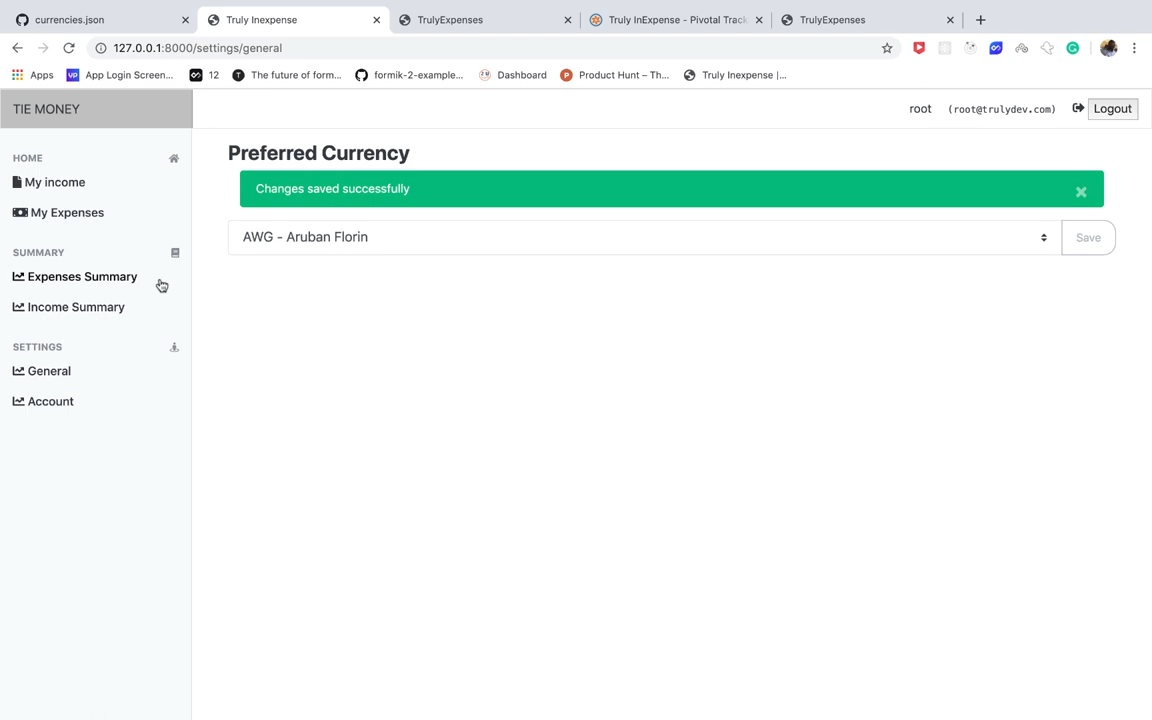 currencies.json
Truly Inexpense
TrulyExpenses
Truly InExpense - Pivotal Track
TrulyExpenses
127.0.0.1:8000/settings/general
Apps
App Login Screen...
12
The future of form...
formik-2-example...
Dashboard
Product Hunt – Th...
Truly Inexpense |...
TIE MONEY
root (root@trulydev.com) Logout
HOME
My income
My Expenses
SUMMARY
Expenses Summary
Income Summary
SETTINGS
General
Account
Preferred Currency
Changes saved successfully
AWG - Aruban Florin
Save